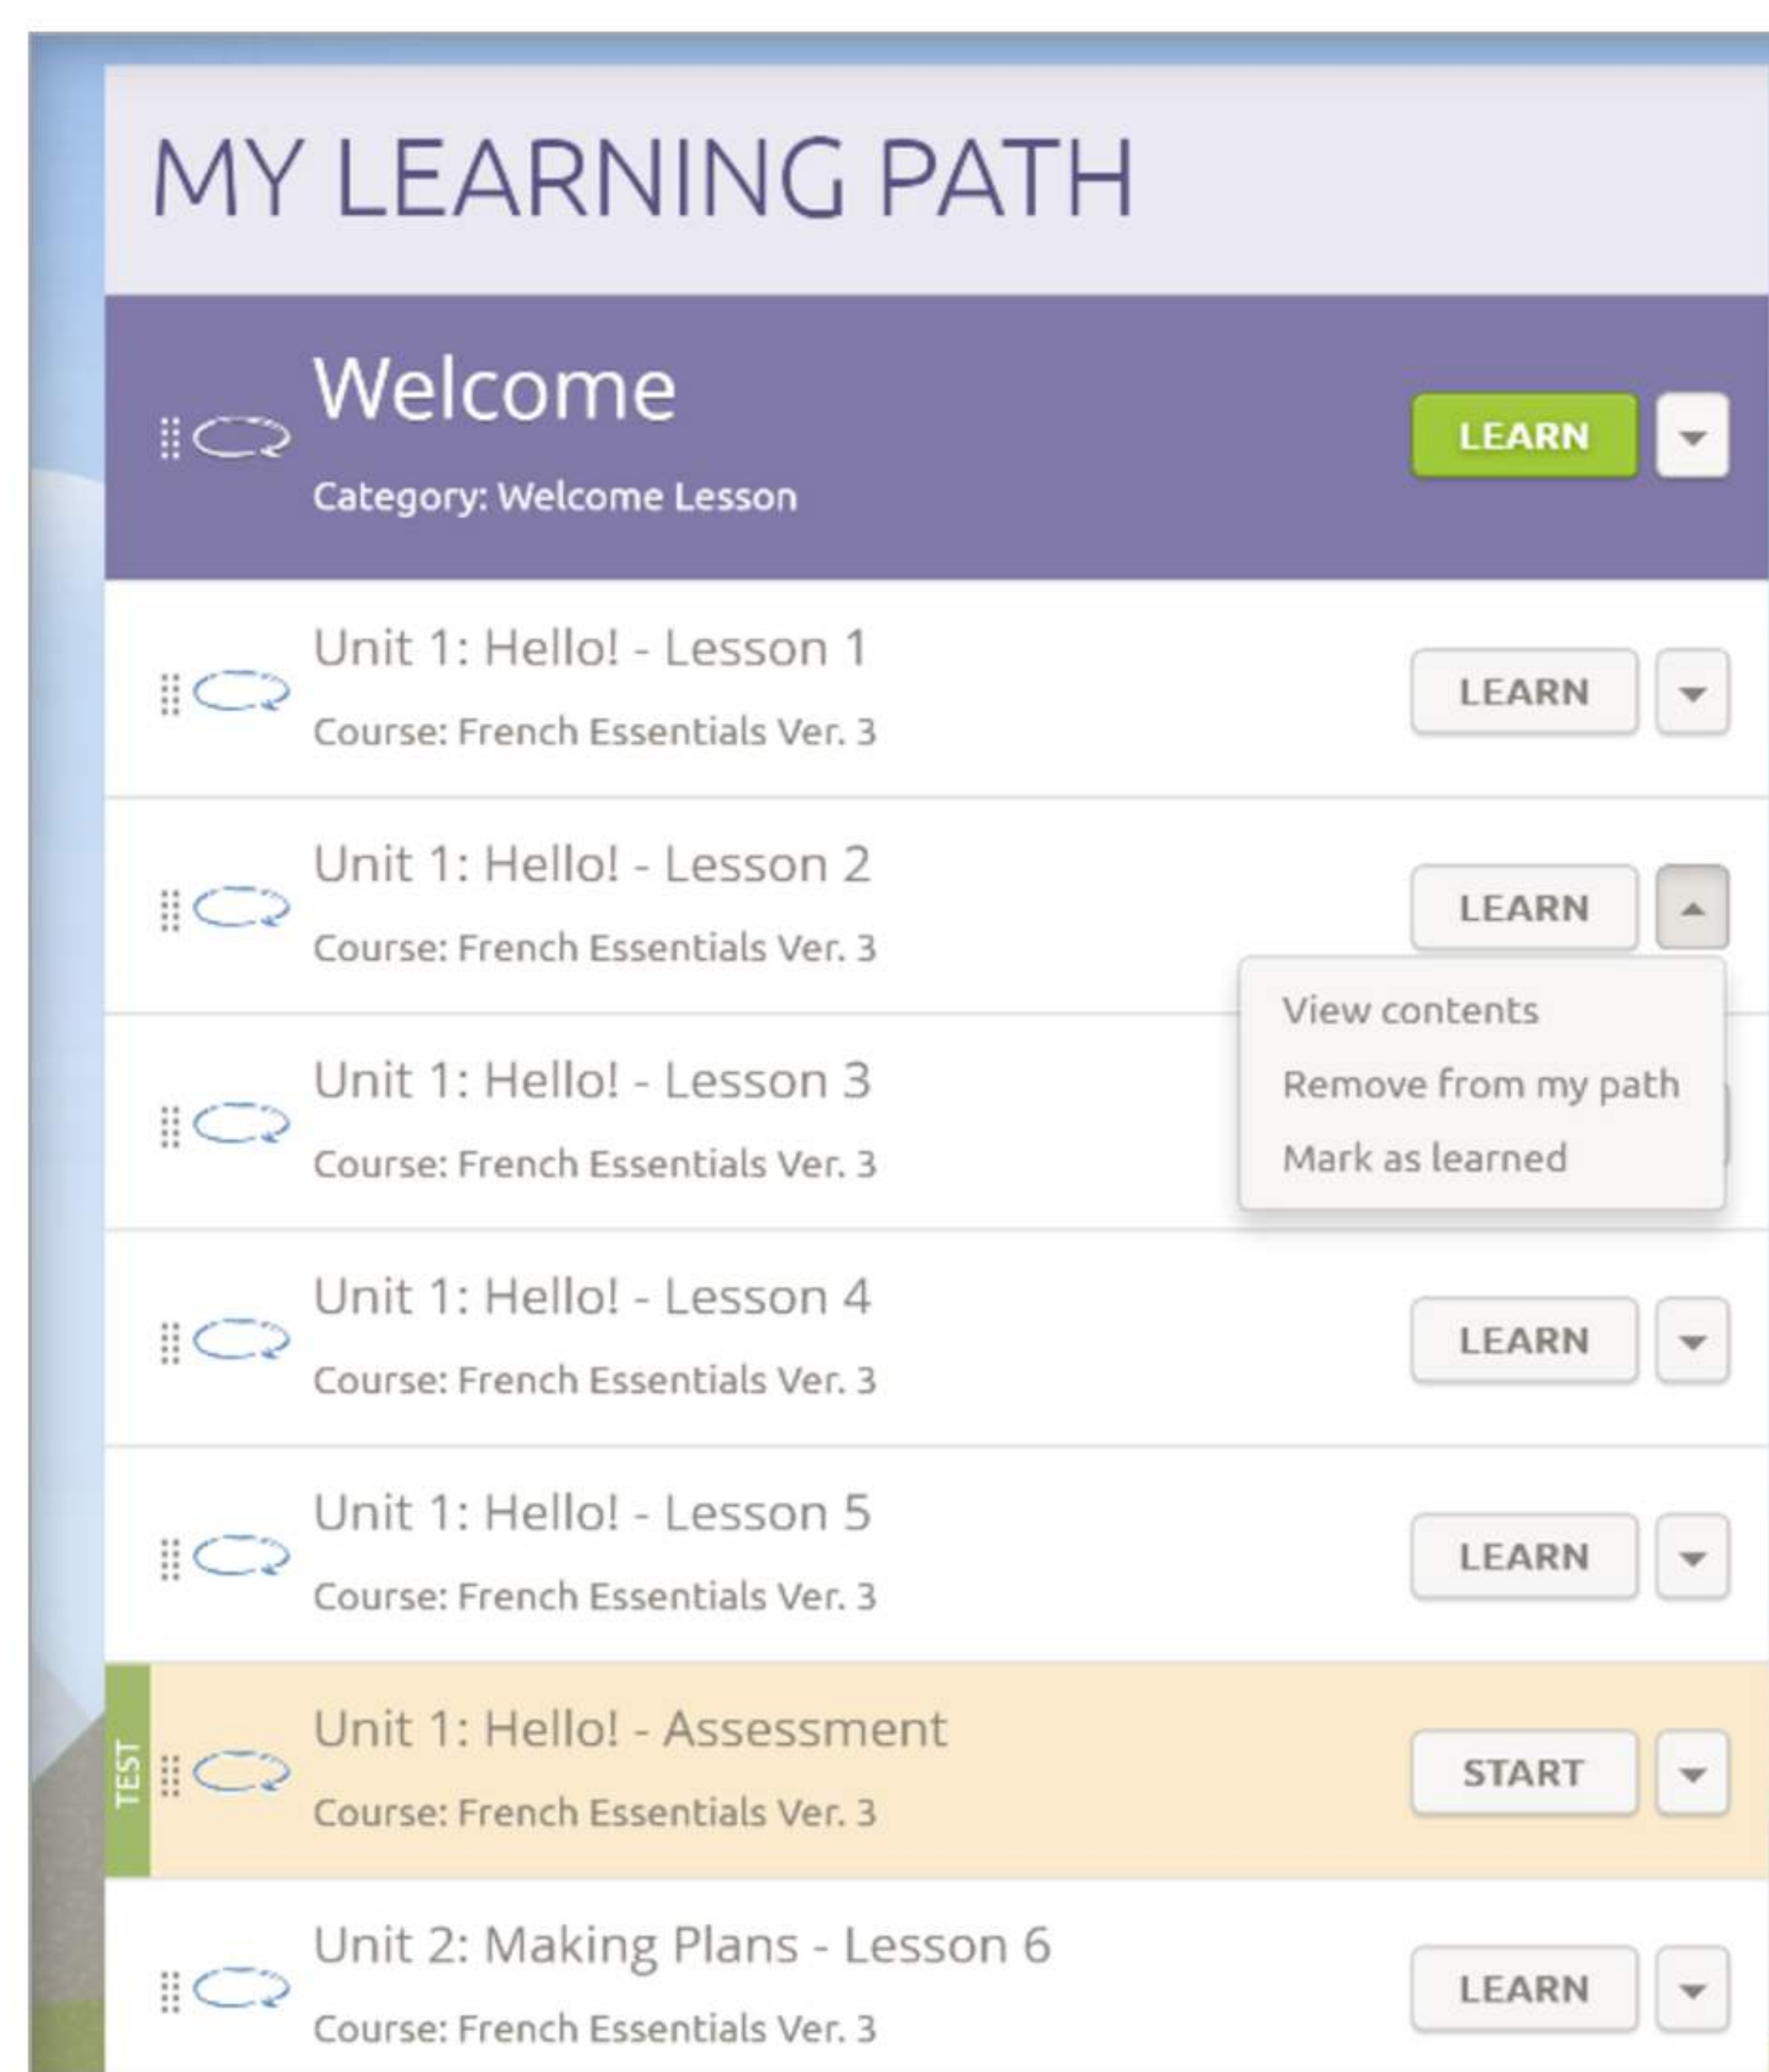 MY LEARNING PATH
Welcome
Category: Welcome Lesson
LEARN
Unit 1: Hello! - Lesson 1
Course: French Essentials Ver. 3
LEARN
Unit 1: Hello! - Lesson 2
Course: French Essentials Ver. 3
LEARN
View contents
Remove from my path
Mark as learned
Unit 1: Hello! - Lesson 3
Course: French Essentials Ver. 3
Unit 1: Hello! - Lesson 4
Course: French Essentials Ver. 3
LEARN
Unit 1: Hello! - Lesson 5
Course: French Essentials Ver. 3
LEARN
TEST
Unit 1: Hello! - Assessment
Course: French Essentials Ver. 3
START
Unit 2: Making Plans - Lesson 6
Course: French Essentials Ver. 3
LEARN